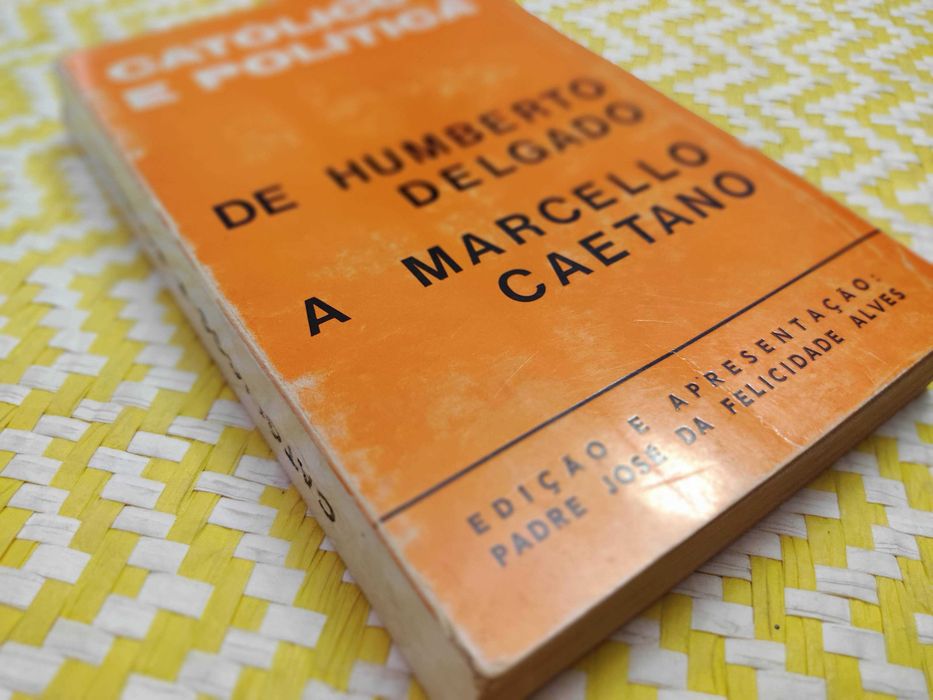 CATÓLICOS
E POLÍTICA
DE HUMBERTO
DELGADO
A MARCELLO
CAETANO
EDIÇÃO E APRESENTAÇÃO:
PADRE JOSÉ DA FELICIDADE ALVES